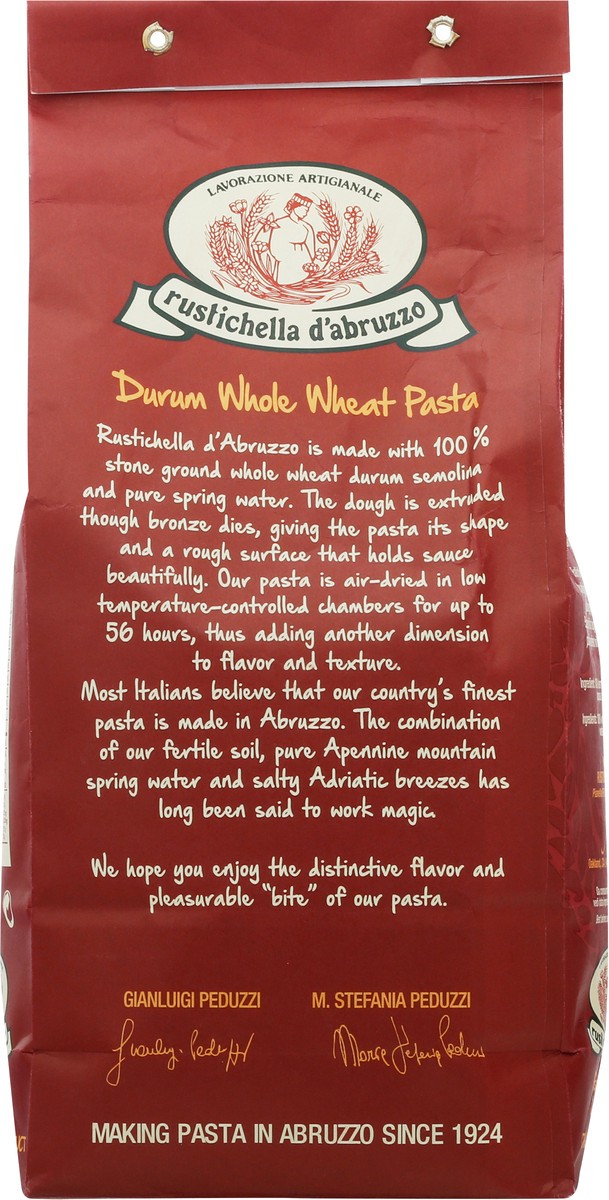 LAVORAZIONE ARTIGIANALE
rustichella d'abruzzo
Durum Whole Wheat Pasta
Rustichella d'Abruzzo is made with 100%
stone ground whole wheat durum semolina
and pure spring water. The dough is extruded
though bronze dies, giving the pasta its shape
and a rough surface that holds sauce
beautifully. Our pasta is air-dried in low
temperature-controlled chambers for up to
56 hours, thus adding another dimension
to flavor and texture.
Most Italians believe that our country's finest
pasta is made in Abruzzo. The combination
of our fertile soil, pure Apennine mountain
spring water and salty Adriatic breezes has
long been said to work magic.
We hope you enjoy the distinctive flavor and
pleasurable "bite" of our pasta.
GIANLUIGI PEDUZZI
M. STEFANIA PEDUZZI
MAKING PASTA IN ABRUZZO SINCE 1924